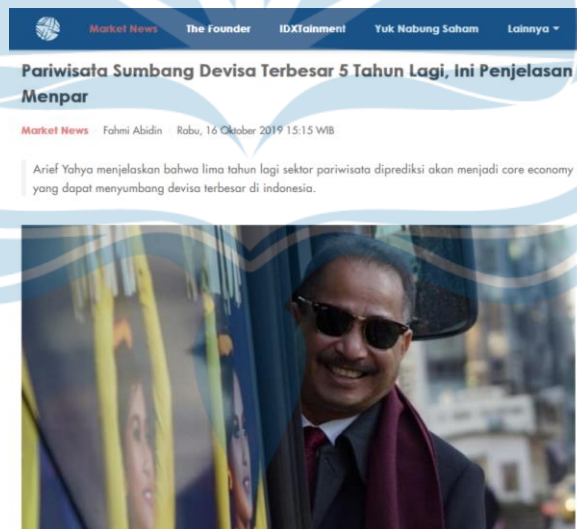 Market News The Founder IDXTainment Yuk Nabung Saham Lainnya
Pariwisata Sumbang Devisa Terbesar 5 Tahun Lagi, Ini Penjelasan
Menpar
Market News Fahmi Abidin Rabu, 16 Oktober 2019 15:15 WIB
Arief Yahya menjelaskan bahwa lima tahun lagi sektor pariwisata diprediksi akan menjadi core economy
yang dapat menyumbang devisa terbesar di indonesia.